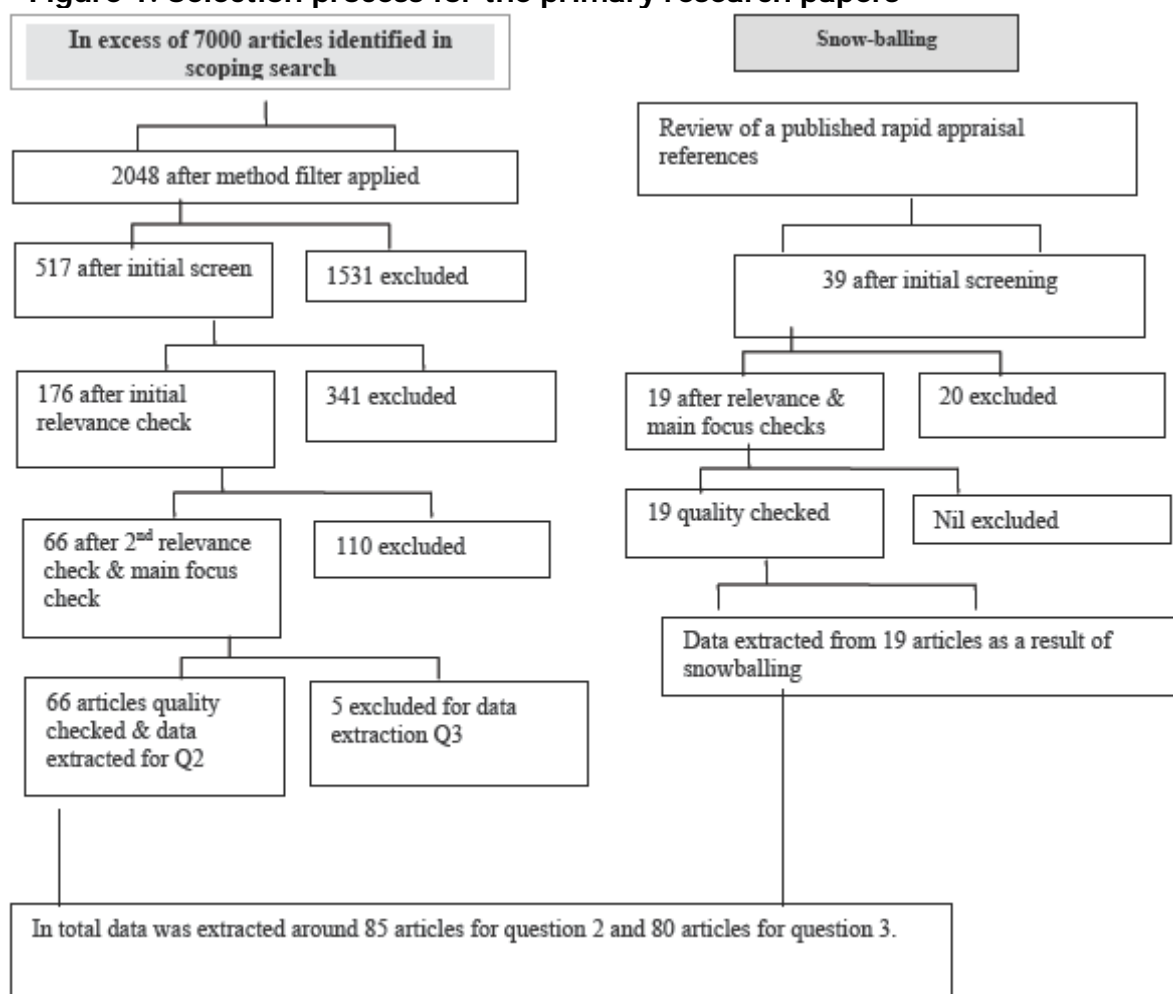 Figure 1: Selection process for the primary research papers
In excess of 7000 articles identified in
scoping search
2048 after method filter applied
517 after initial screen
1531 excluded
176 after initial
relevance check
341 excluded
66 after 2nd relevance
check & main focus
check
110 excluded
66 articles quality
checked & data
extracted for Q2
5 excluded for data
extraction Q3
Snow-balling
Review of a published rapid appraisal
references
39 after initial screening
19 after relevance &
main focus checks
20 excluded
19 quality checked
Nil excluded
Data extracted from 19 articles as a result of
snowballing
In total data was extracted around 85 articles for question 2 and 80 articles for question 3.